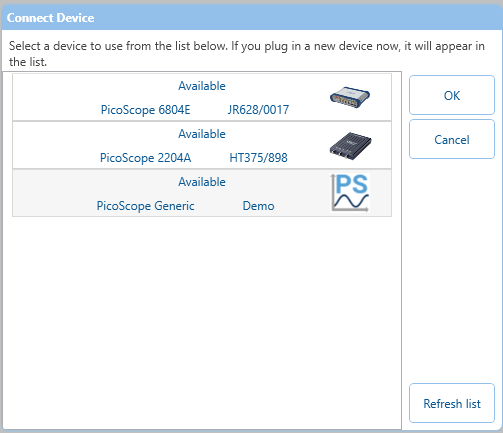 Connect Device
Select a device to use from the list below. If you plug in a new device now, it will appear in
the list.
Available
PicoScope 6804E JR628/0017
Available
PicoScope 2204A HT375/898
Available
PicoScope Generic Demo
PS
OK
Cancel
Refresh list